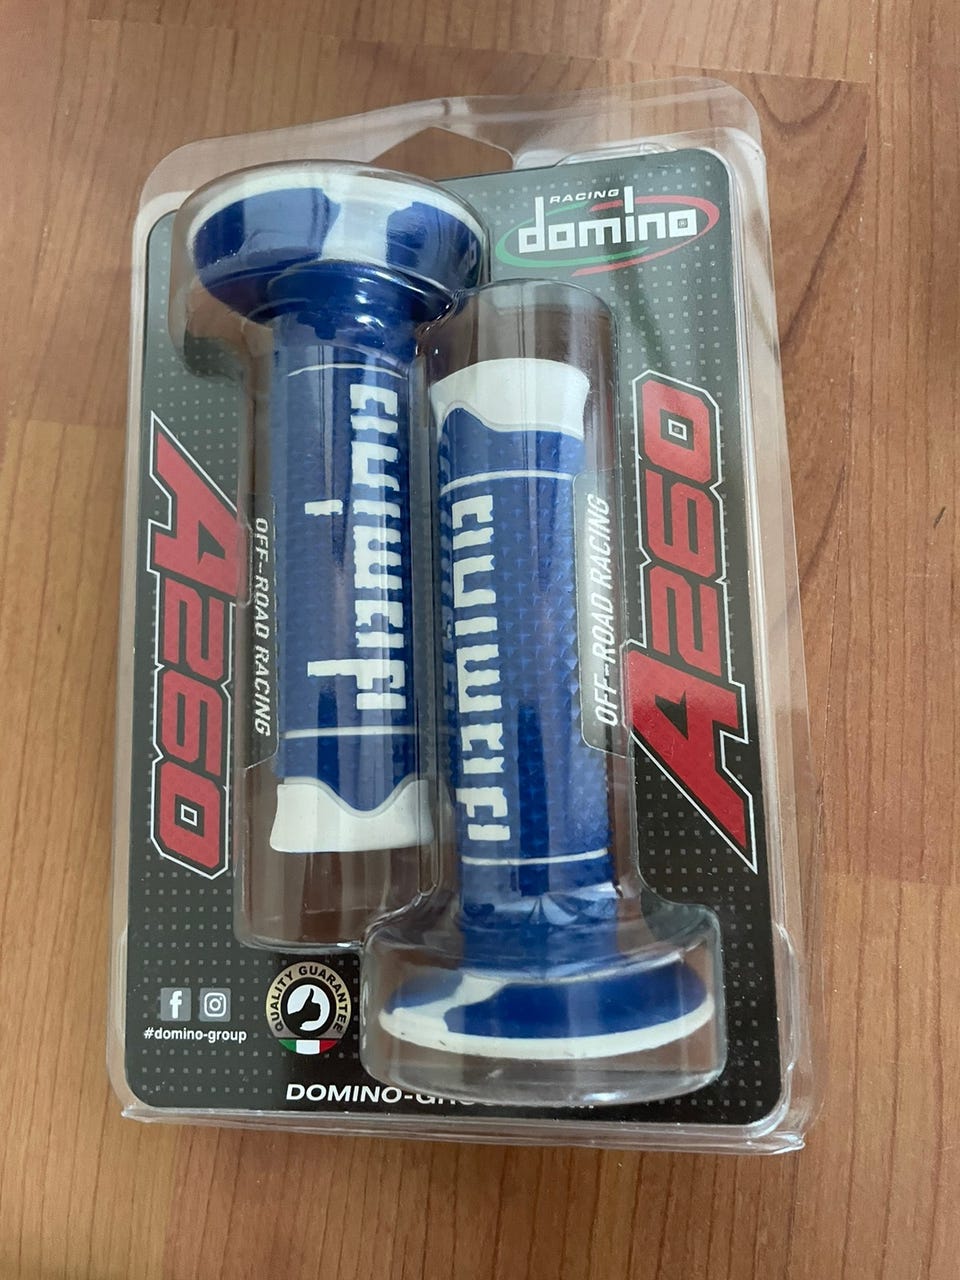 RACING
domino
A260
OFF-ROAD RACING
A260
OFF-ROAD RACING
domino
domino
QUALITY GUARANTEE
#domino-group